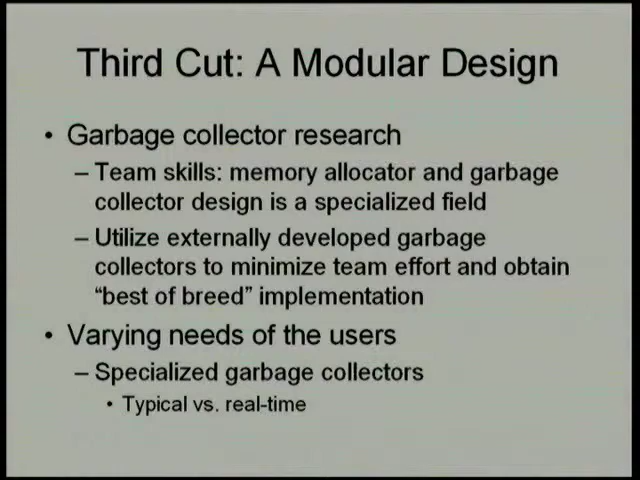 Third Cut: A Modular Design
• Garbage collector research
– Team skills: memory allocator and garbage
collector design is a specialized field
– Utilize externally developed garbage
collectors to minimize team effort and obtain
“best of breed” implementation
• Varying needs of the users
– Specialized garbage collectors
• Typical vs. real-time